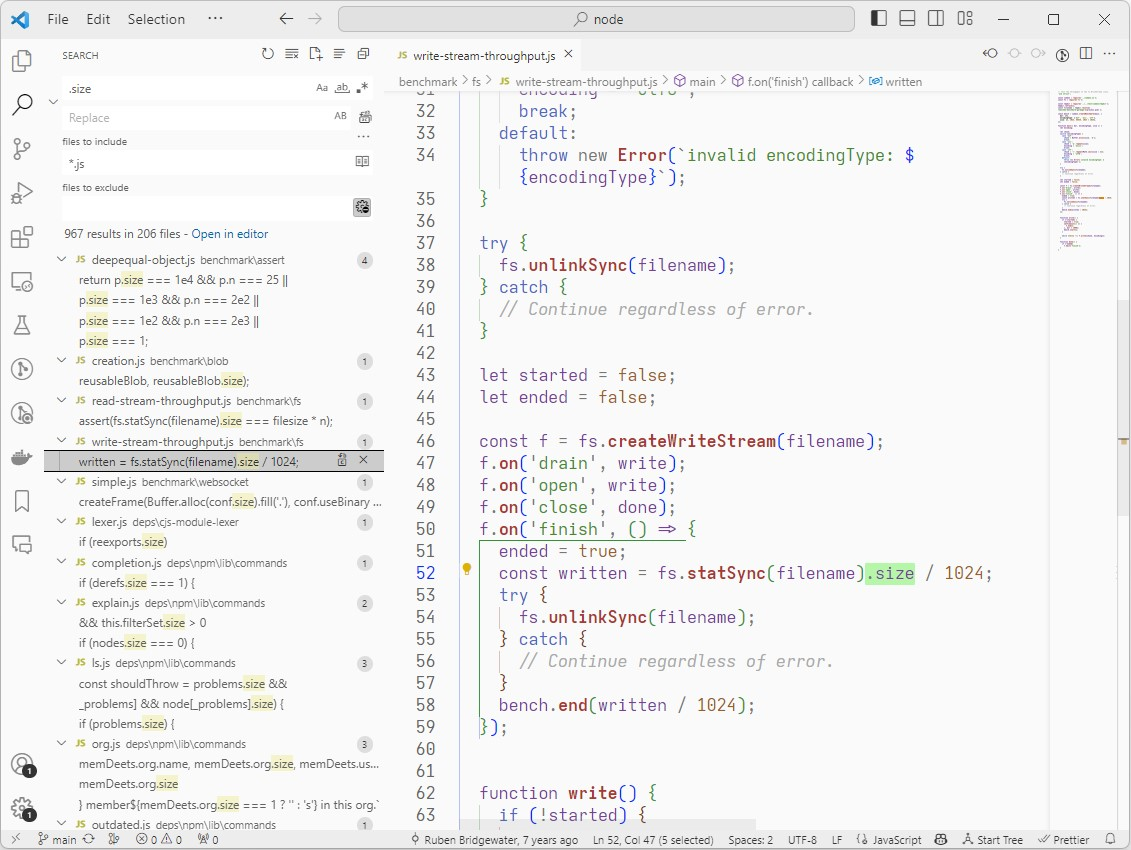 File Edit Selection ··· node
SEARCH
.size Aa ab .*
Replace AB
files to include
*.js
files to exclude
967 results in 206 files - Open in editor
JS deepequal-object.js benchmark\assert 4
return p.size === 1e4 && p.n === 25 ||
p.size === 1e3 && p.n === 2e2 ||
p.size === 1e2 && p.n === 2e3 ||
p.size === 1;
JS creation.js benchmark\blob 1
reusableBlob, reusableBlob.size);
JS read-stream-throughput.js benchmark\fs 1
assert(fs.statSync(filename).size === filesize * n);
JS write-stream-throughput.js benchmark\fs 1
written = fs.statSync(filename).size / 1024;
JS simple.js benchmark\websocket 1
createFrame(Buffer.alloc(conf.size).fill('.'), conf.useBinary ...
JS lexer.js deps\cjs-module-lexer 1
if (reexports.size)
JS completion.js deps\npm\lib\commands 1
if (derefs.size === 1) {
JS explain.js deps\npm\lib\commands 2
&& this.filterSet.size > 0
if (nodes.size === 0) {
JS ls.js deps\npm\lib\commands 3
const shouldThrow = problems.size &&
_problems] && node[_problems].size) {
if (problems.size) {
JS org.js deps\npm\lib\commands 3
memDeets.org.name, memDeets.org.size, memDeets.us...
memDeets.org.size
} member${memDeets.org.size === 1 ? '' : 's'} in this org.`
JS outdated.js deps\npm\lib\commands 1
JS write-stream-throughput.js
benchmark > fs > JS write-stream-throughput.js > main > f.on('finish') callback > written
32 break;
33 default:
34 throw new Error(`invalid encodingType: $
{encodingType}`);
35 }
36
37 try {
38 fs.unlinkSync(filename);
39 } catch {
40 // Continue regardless of error.
41 }
42
43 let started = false;
44 let ended = false;
45
46 const f = fs.createWriteStream(filename);
47 f.on('drain', write);
48 f.on('open', write);
49 f.on('close', done);
50 f.on('finish', () => {
51 ended = true;
52 const written = fs.statSync(filename).size / 1024;
53 try {
54 fs.unlinkSync(filename);
55 } catch {
56 // Continue regardless of error.
57 }
58 bench.end(written / 1024);
59 });
60
61
62 function write() {
63 if (!started) {
1
1
main 0 0 0 Ruben Bridgewater, 7 years ago Ln 52, Col 47 (5 selected) Spaces: 2 UTF-8 LF {} JavaScript Start Tree Prettier